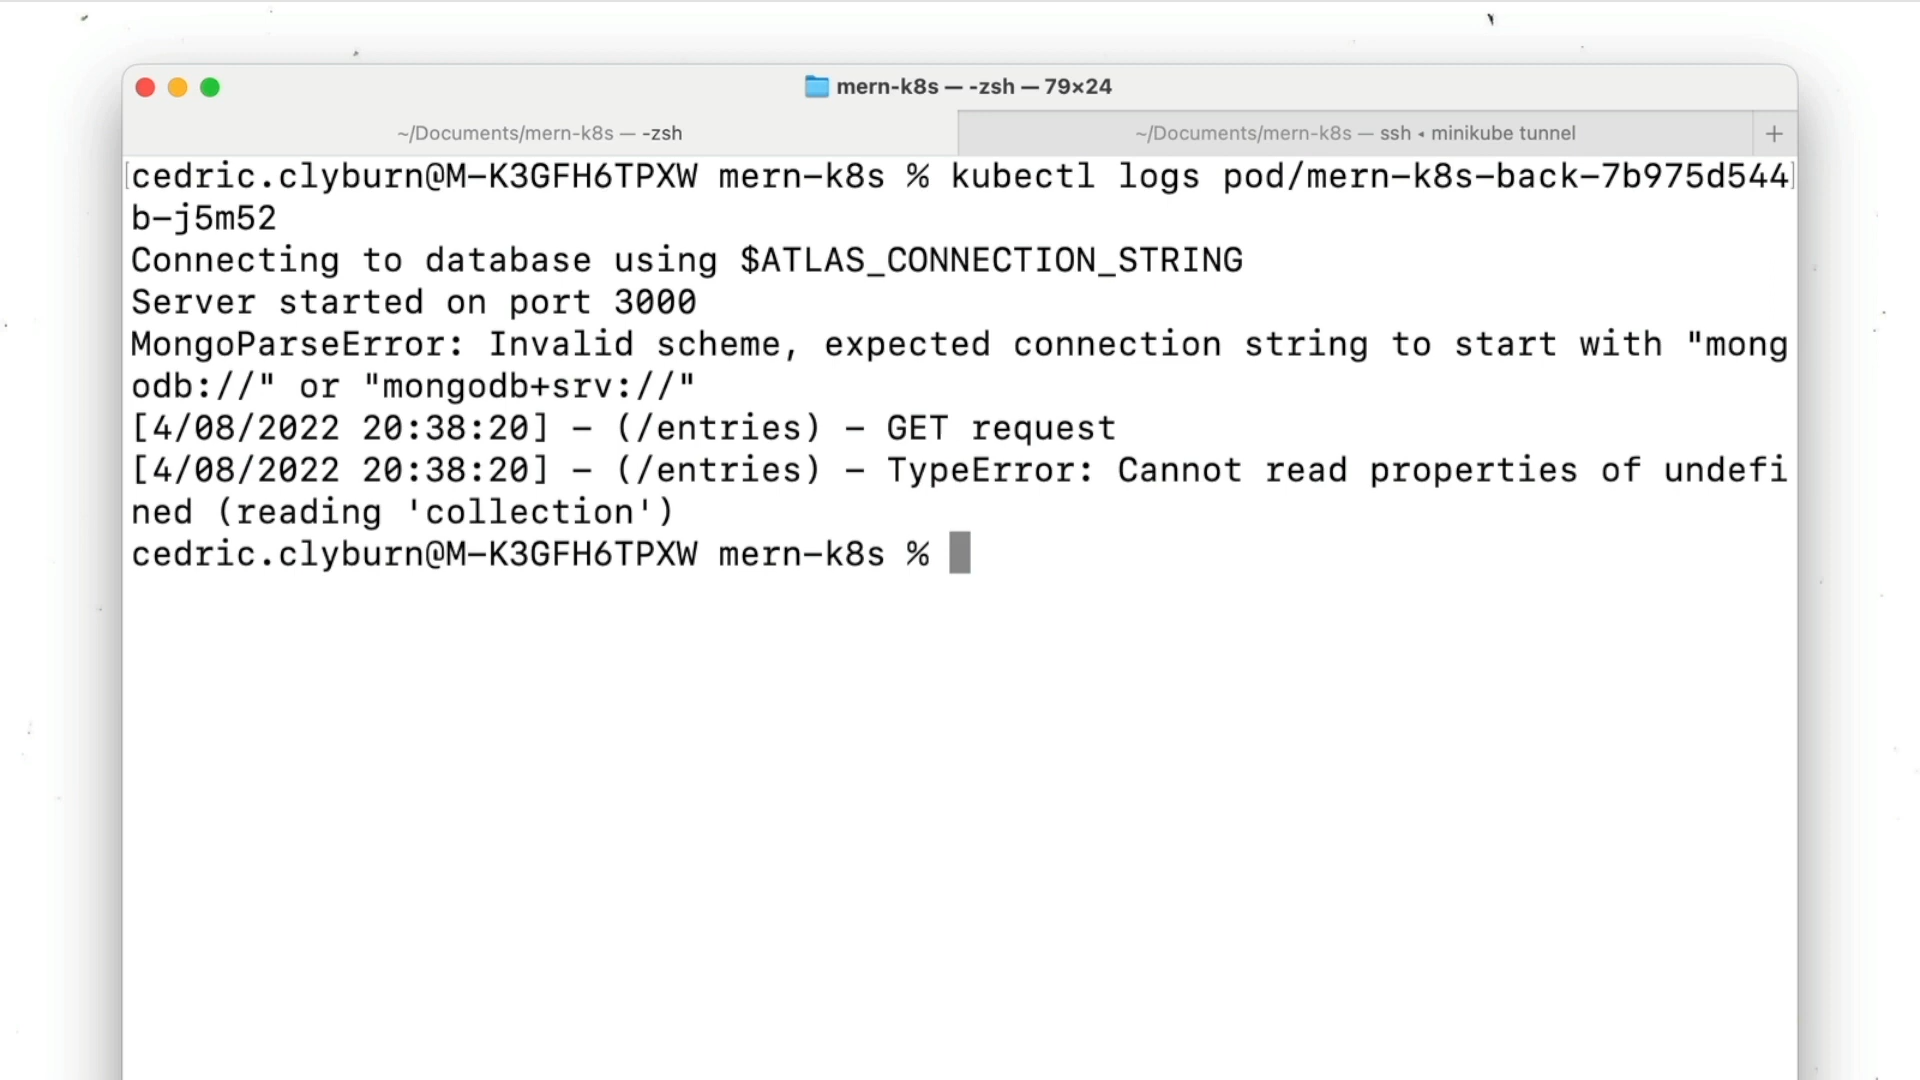 mern-k8s — -zsh — 79×24
~/Documents/mern-k8s — -zsh
~/Documents/mern-k8s — ssh ◂ minikube tunnel
+
[cedric.clyburn@M-K3GFH6TPXW mern-k8s % kubectl logs pod/mern-k8s-back-7b975d544]
b-j5m52
Connecting to database using $ATLAS_CONNECTION_STRING
Server started on port 3000
MongoParseError: Invalid scheme, expected connection string to start with "mong
odb://" or "mongodb+srv://"
[4/08/2022 20:38:20] - (/entries) - GET request
[4/08/2022 20:38:20] - (/entries) - TypeError: Cannot read properties of undefi
ned (reading 'collection')
cedric.clyburn@M-K3GFH6TPXW mern-k8s %